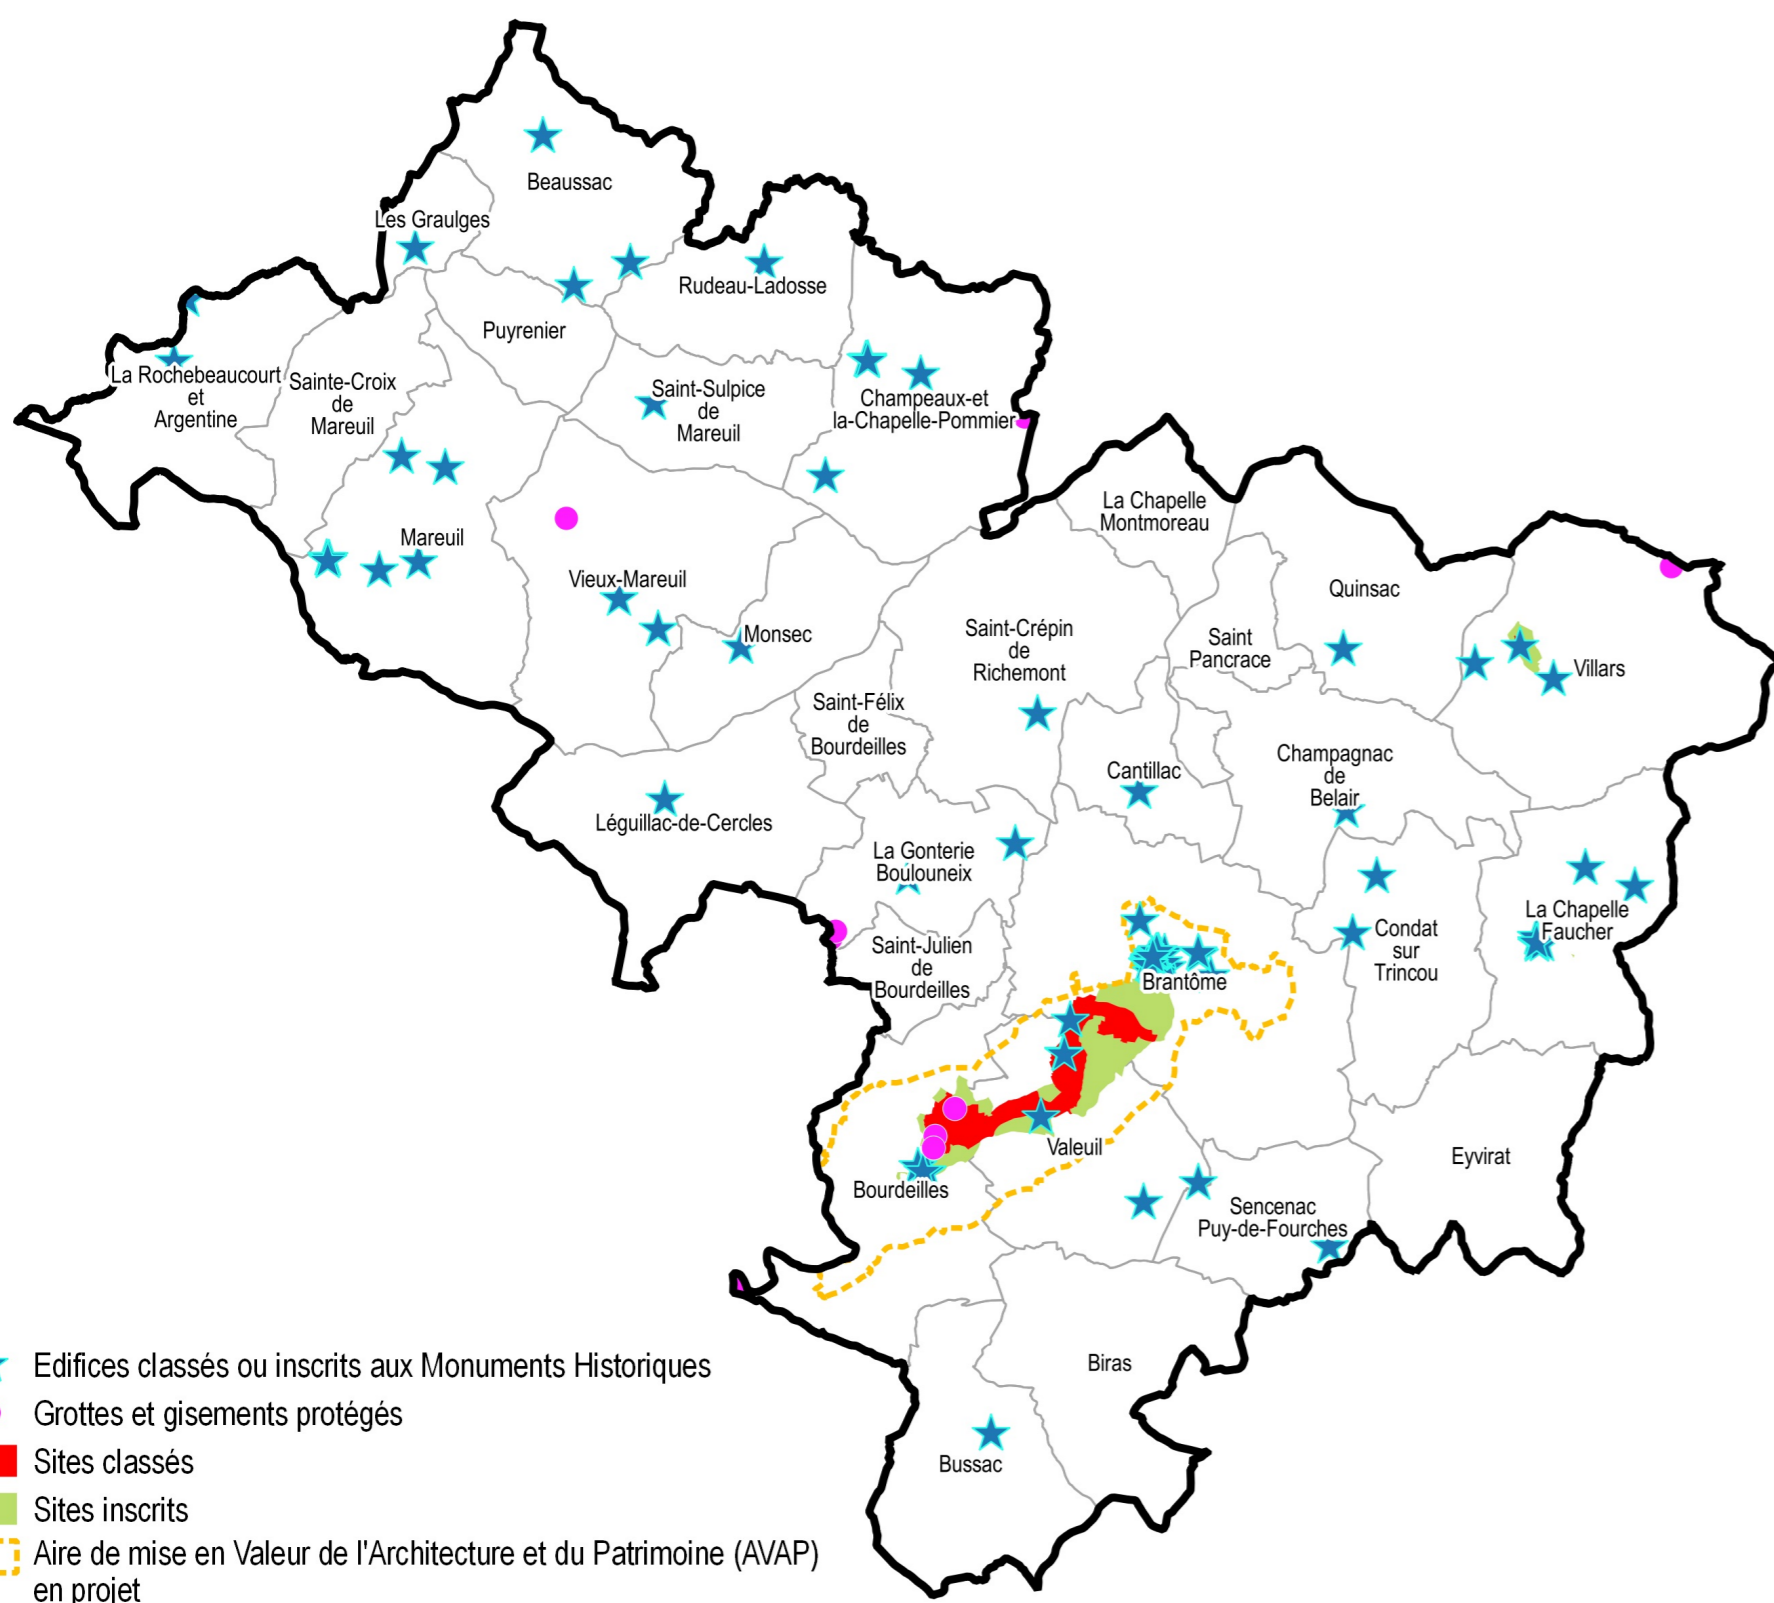 Beaussac
Les Graulges
Rudeau-Ladosse
Puyrenier
La Rochebeaucourt
et
Argentine
Sainte-Croix
de
Mareuil
Saint-Sulpice
de
Mareuil
Champeaux-et
la-Chapelle-Pommier
La Chapelle
Montmoreau
Mareuil
Vieux-Mareuil
Monsec
Quinsac
Saint-Crépin
de
Richemont
Saint
Pancrace
Villars
Saint-Félix
de
Bourdeilles
Champagnac
de
Belair
Cantillac
Léguillac-de-Cercles
La Gonterie
Boulouneix
La Chapelle
Faucher
Condat
sur
Trincou
Saint-Julien
de
Bourdeilles
Brantôme
Valeuil
Eyvirat
Bourdeilles
Sencenac
Puy-de-Fourches
Biras
Bussac
Edifices classés ou inscrits aux Monuments Historiques
Grottes et gisements protégés
Sites classés
Sites inscrits
Aire de mise en Valeur de l'Architecture et du Patrimoine (AVAP)
en projet